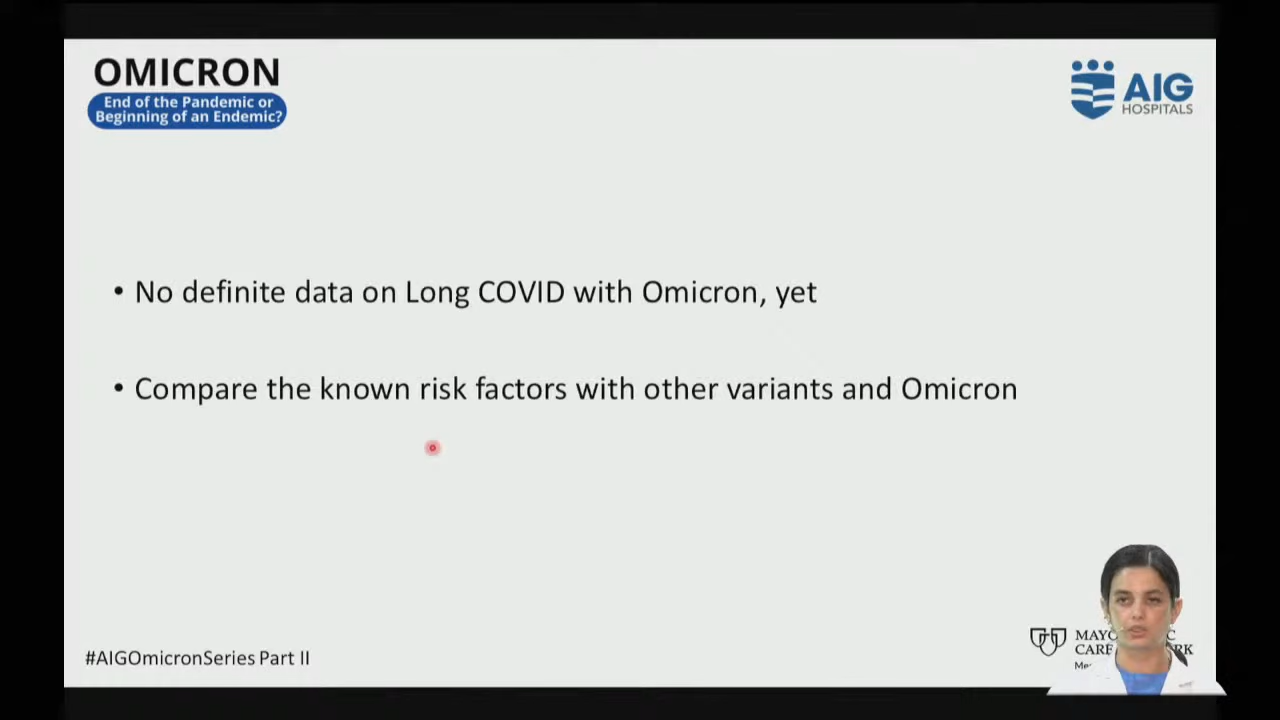 OMICRON
End of the Pandemic or
Beginning of an Endemic?
AIG
HOSPITALS
• No definite data on Long COVID with Omicron, yet
• Compare the known risk factors with other variants and Omicron
#AIGOmicronSeries Part II